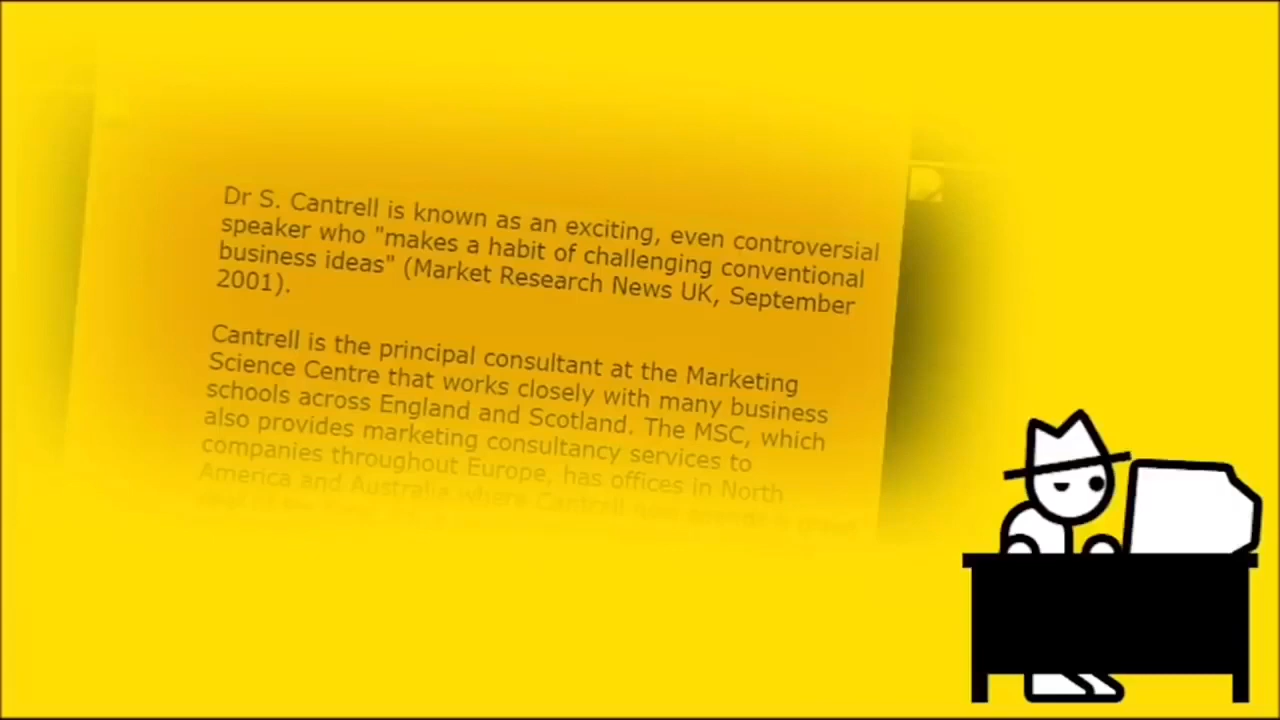 Dr S. Cantrell is known as an exciting, even controversial
speaker who "makes a habit of challenging conventional
business ideas" (Market Research News UK, September
2001).
Cantrell is the principal consultant at the Marketing
Science Centre that works closely with many business
schools across England and Scotland. The MSC, which
also provides marketing consultancy services to
companies throughout Europe, has offices in North
America and Australia where Cantrell